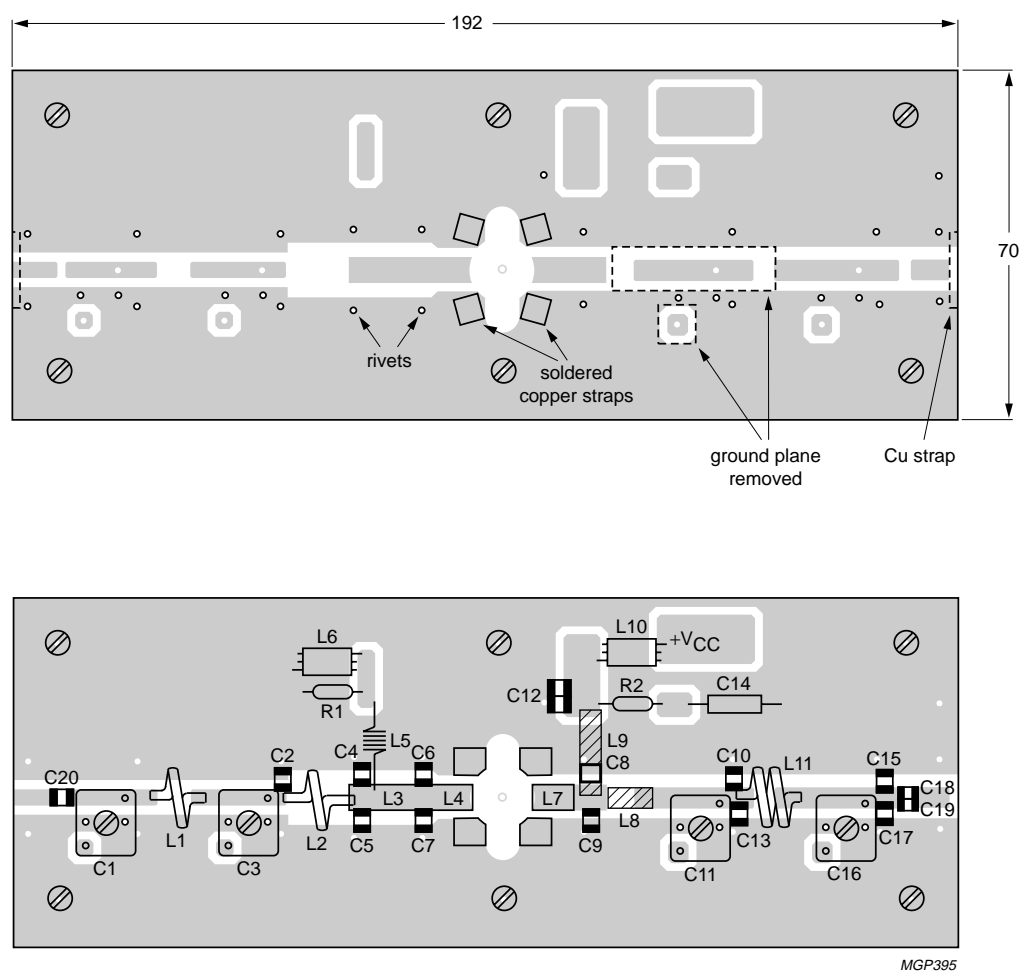 192
70
rivets
soldered
copper straps
ground plane
removed
Cu strap
L6
R1
L5
C2
C4
C6
C20
L3
L4
L1
L2
C1
C3
C5
C7
L10
+VCC
C12
R2
C14
L9
C8
L7
L8
C9
C10
L11
C15
C18
C19
C13
C17
C11
C16
MGP395